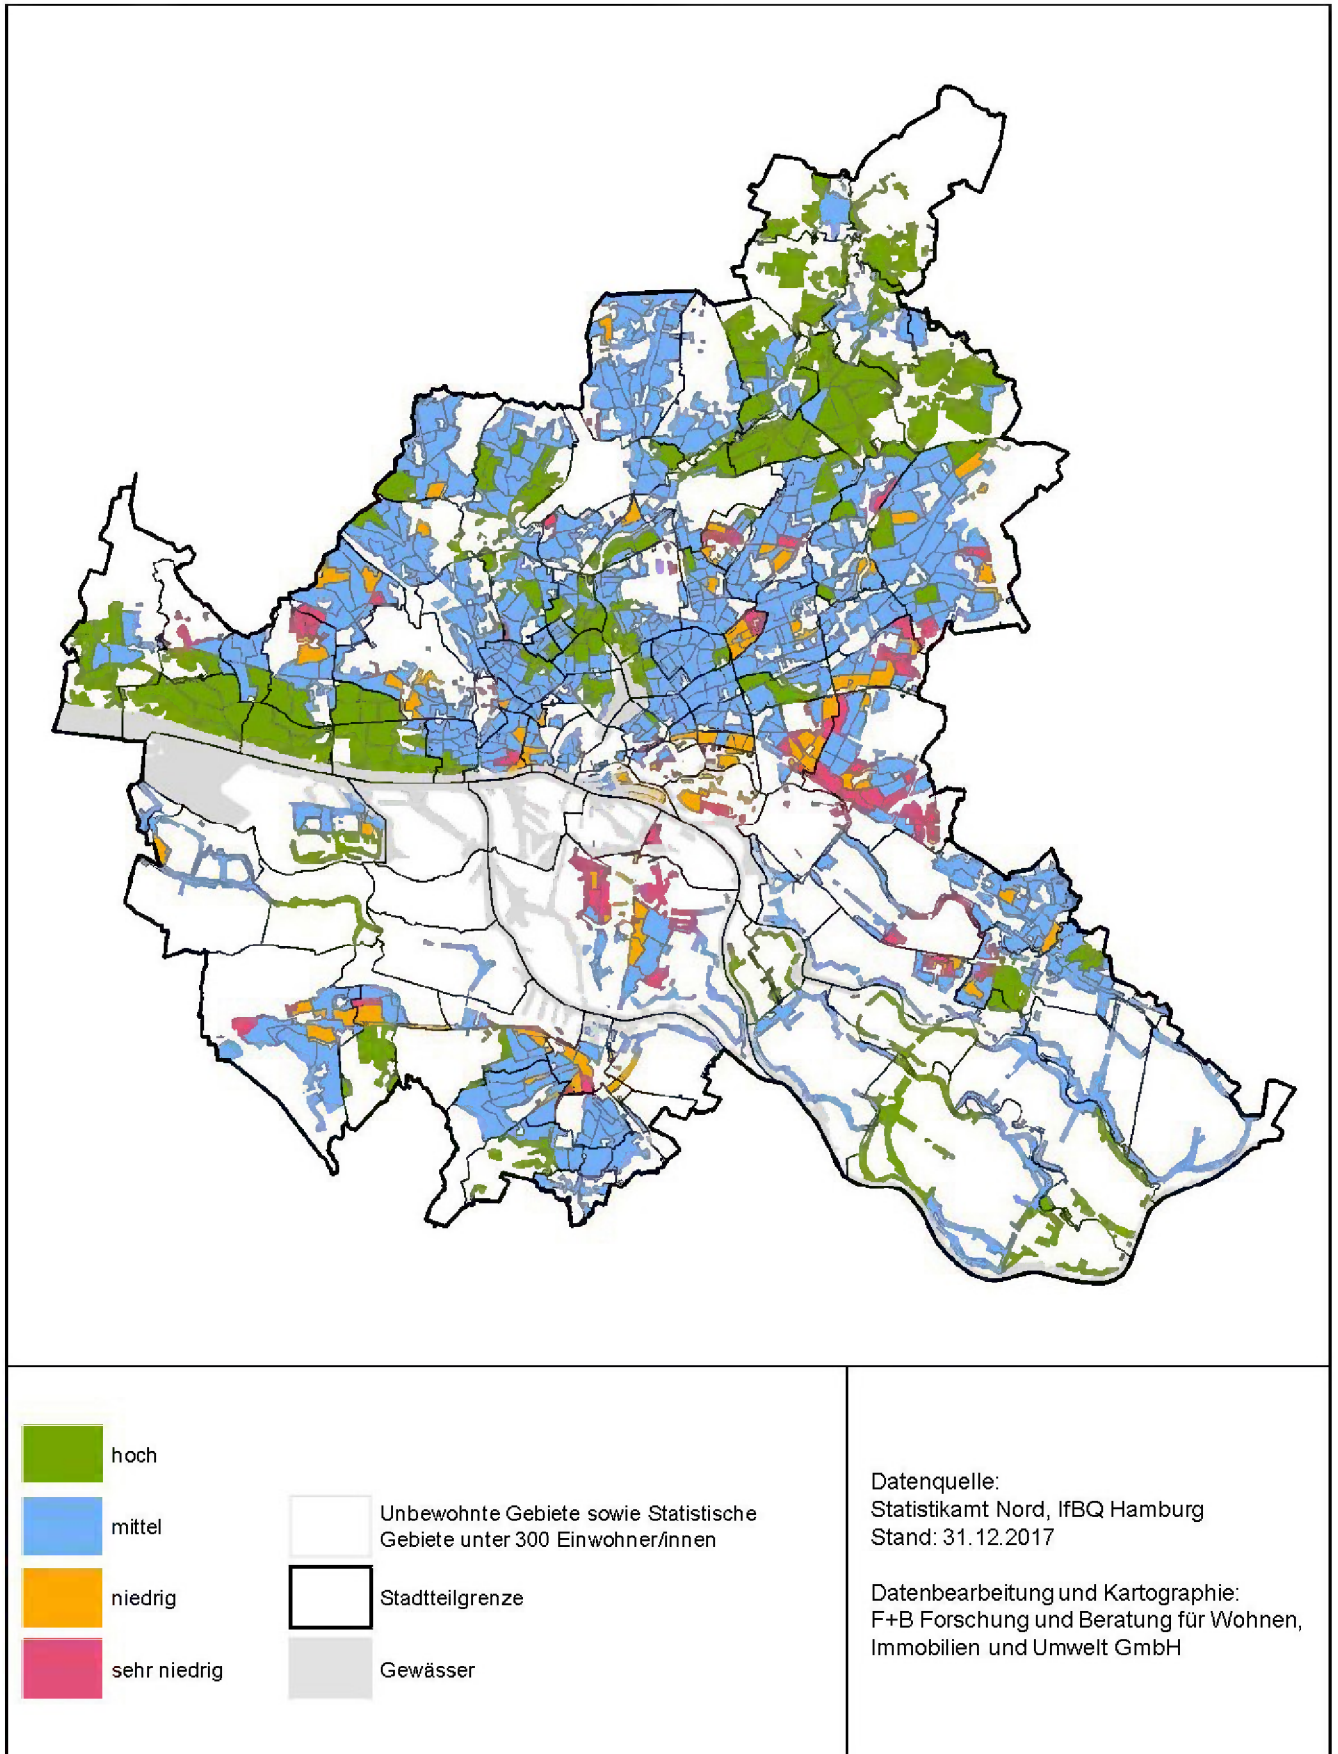 hoch
mittel
niedrig
sehr niedrig
Unbewohnte Gebiete sowie Statistische
Gebiete unter 300 Einwohner/innen
Stadtteilgrenze
Gewässer
Datenquelle:
Statistikamt Nord, IfBQ Hamburg
Stand: 31.12.2017
Datenbearbeitung und Kartographie:
F+B Forschung und Beratung für Wohnen,
Immobilien und Umwelt GmbH